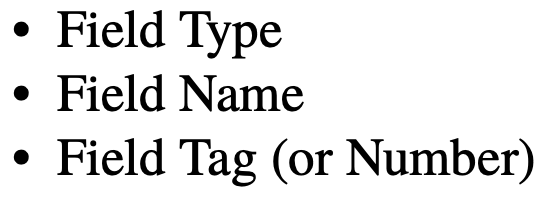 • Field Type
• Field Name
• Field Tag (or Number)